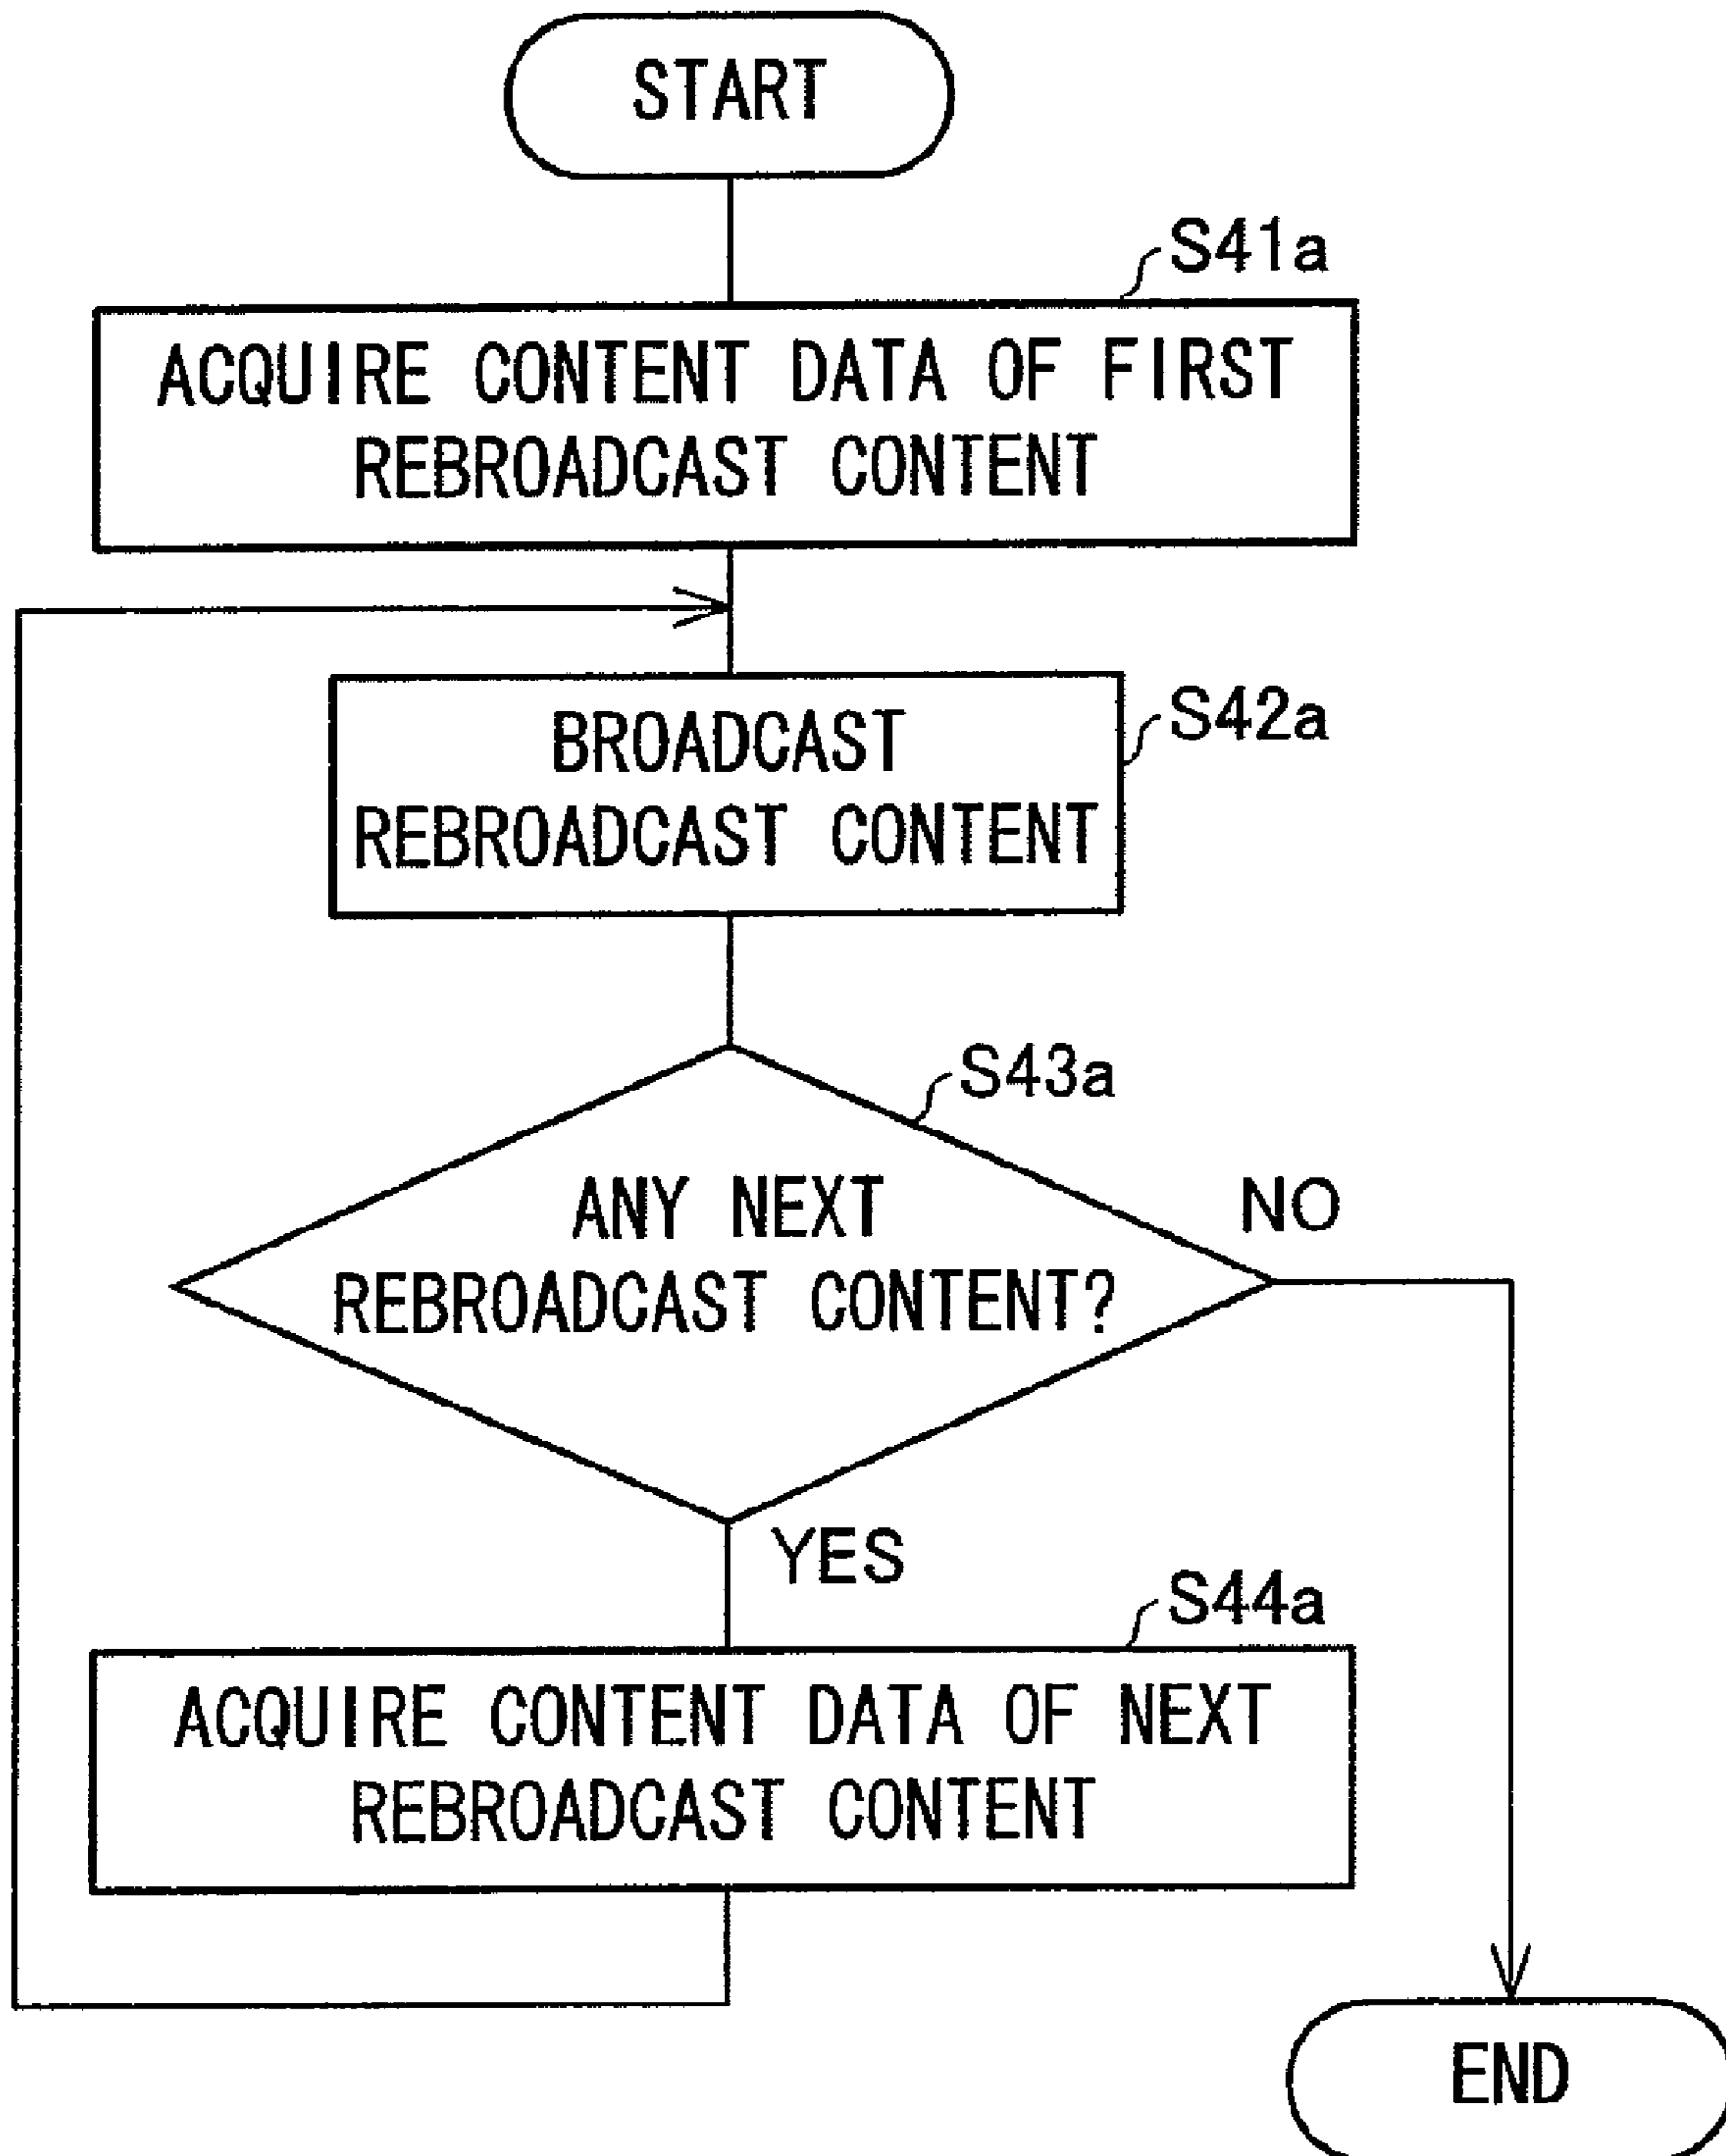 START
S41a
ACQUIRE CONTENT DATA OF FIRST
REBROADCAST CONTENT
S42a
BROADCAST
REBROADCAST CONTENT
S43a
ANY NEXT
REBROADCAST CONTENT?
NO
YES
S44a
ACQUIRE CONTENT DATA OF NEXT
REBROADCAST CONTENT
END